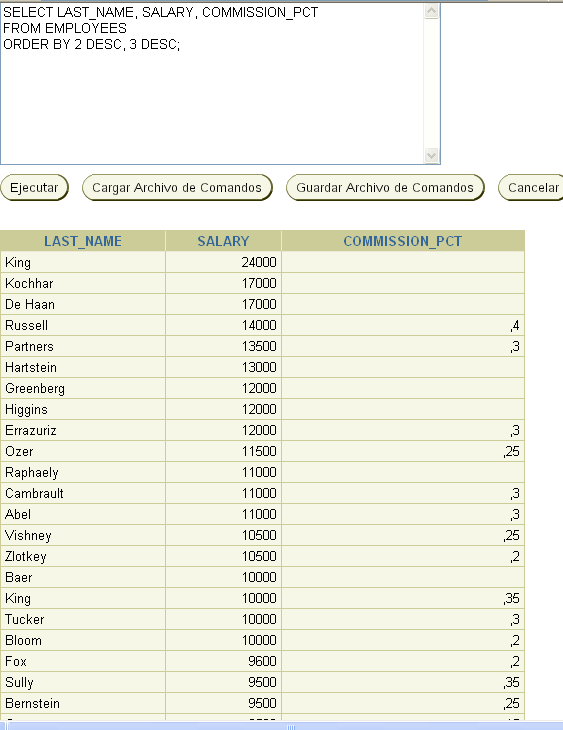 SELECT LAST_NAME, SALARY, COMMISSION_PCT
FROM EMPLOYEES
ORDER BY 2 DESC, 3 DESC;
Ejecutar Cargar Archivo de Comandos Guardar Archivo de Comandos Cancelar
LAST_NAME SALARY COMMISSION_PCT
King 24000
Kochhar 17000
De Haan 17000
Russell 14000 ,4
Partners 13500 ,3
Hartstein 13000
Greenberg 12000
Higgins 12000
Errazuriz 12000 ,3
Ozer 11500 ,25
Raphaely 11000
Cambrault 11000 ,3
Abel 11000 ,3
Vishney 10500 ,25
Zlotkey 10500 ,2
Baer 10000
King 10000 ,35
Tucker 10000 ,3
Bloom 10000 ,2
Fox 9600 ,2
Sully 9500 ,35
Bernstein 9500 ,25